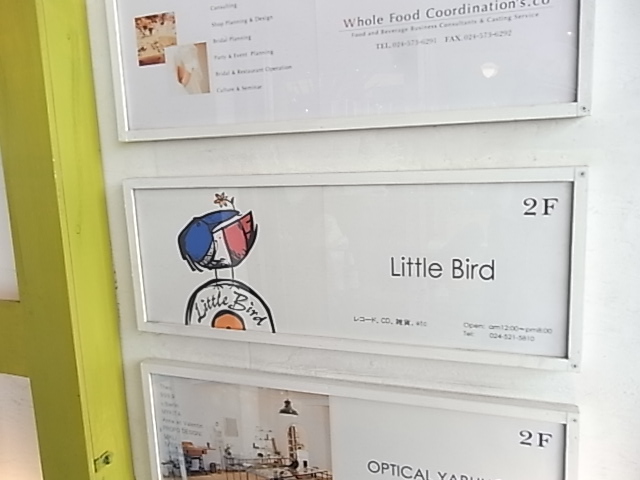 Consulting
Shop Planning & Design
Bridal Planning
Party & Event Planning
Bridal & Restaurant Operation
Culture & Seminar
Whole Food Coordination's.co
Food and Beverage Business Consultants & Casting Service
TEL.024-573-6291 FAX.024-573-6292
2F
Little Bird
Little Bird
レコード, CD, 雑貨, etc
Open: am12:00~pm8:00
Tel: 024-521-5810
2F
OPTICAL